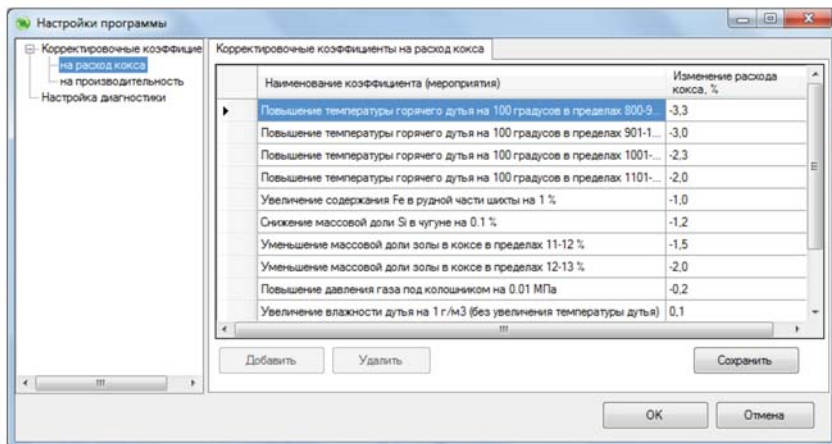 Настройки программы
Корректировочные коэффицие
на расход кокса
на производительность
Настройка диагностики
Корректировочные коэффициенты на расход кокса
Наименование коэффициента (мероприятия)
Изменение расхода
кокса, %
Повышение температуры горячего дутья на 100 градусов в пределах 800-9... -3,3
Повышение температуры горячего дутья на 100 градусов в пределах 901-1... -3,0
Повышение температуры горячего дутья на 100 градусов в пределах 1001-... -2,3
Повышение температуры горячего дутья на 100 градусов в пределах 1101-... -2,0
Увеличение содержания Fe в рудной части шихты на 1 % -1,0
Снижение массовой доли Si в чугуне на 0.1 % -1,2
Уменьшение массовой доли золы в коксе в пределах 11-12 % -1,5
Уменьшение массовой доли золы в коксе в пределах 12-13 % -2,0
Повышение давления газа под колошником на 0.01 МПа -0,2
Увеличение влажности дутья на 1 г/м3 (без увеличения температуры дутья) 0,1
Добавить Удалить Сохранить
OK Отмена